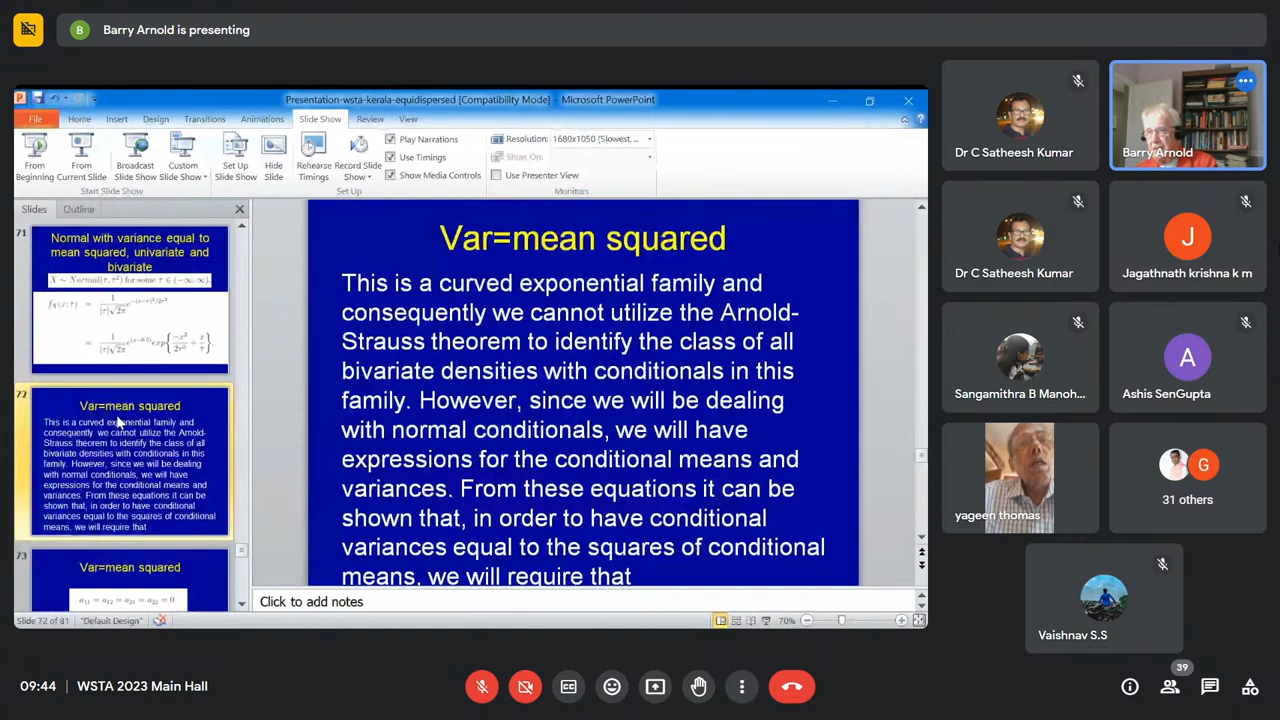 B
Barry Arnold is presenting
Presentation-wsta-kerala-equidispersed [Compatibility Mode] - Microsoft PowerPoint
File Home Insert Design Transitions Animations Slide Show Review View
From Beginning
From Current Slide
Broadcast Slide Show
Custom Slide Show
Set Up Slide Show
Hide Slide
Rehearse Timings
Record Slide Show
Play Narrations
Use Timings
Show Media Controls
Resolution: 1680x1050 (Slowest, ...
Show On:
Use Presenter View
Start Slide Show
Set Up
Monitors
Slides Outline
71
Normal with variance equal to
mean squared, univariate and
bivariate
X ~ Normal(τ, τ²) for some τ ∈ (-∞, ∞).
72
Var=mean squared
This is a curved exponential family and
consequently we cannot utilize the Arnold-
Strauss theorem to identify the class of all
bivariate densities with conditionals in this
family. However, since we will be dealing
with normal conditionals, we will have
expressions for the conditional means and
variances. From these equations it can be
shown that, in order to have conditional
variances equal to the squares of conditional
means, we will require that
73
Var=mean squared
a₁₁ = a₁₂ = a₂₁ = a₂₂ = 0
Var=mean squared
This is a curved exponential family and
consequently we cannot utilize the Arnold-
Strauss theorem to identify the class of all
bivariate densities with conditionals in this
family. However, since we will be dealing
with normal conditionals, we will have
expressions for the conditional means and
variances. From these equations it can be
shown that, in order to have conditional
variances equal to the squares of conditional
means, we will require that
Click to add notes
Slide 72 of 81
"Default Design"
70%
Dr C Satheesh Kumar
Barry Arnold
Dr C Satheesh Kumar
J
Jagathnath krishna k m
Sangamithra B Manoh...
A
Ashis SenGupta
yageen thomas
G
31 others
Vaishnav S.S
09:44 | WSTA 2023 Main Hall
CC
39